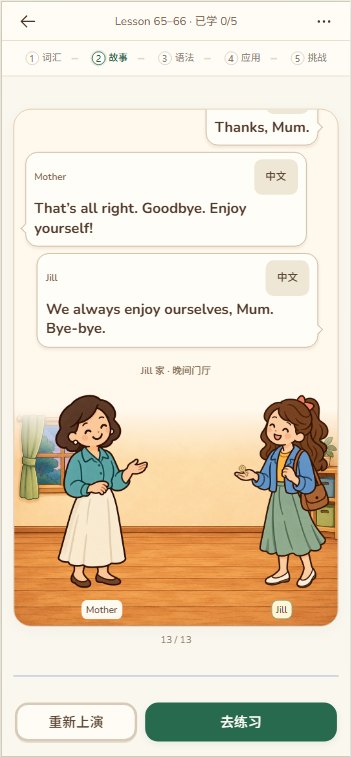 Lesson 65–66 · 已学 0/5
1 词汇 – 2 故事 – 3 语法 – 4 应用 – 5 挑战
Thanks, Mum.
Mother
中文
That's all right. Goodbye. Enjoy
yourself!
Jill
中文
We always enjoy ourselves, Mum.
Bye-bye.
Jill 家 · 晚间门厅
Mother
Jill
13 / 13
重新上演
去练习